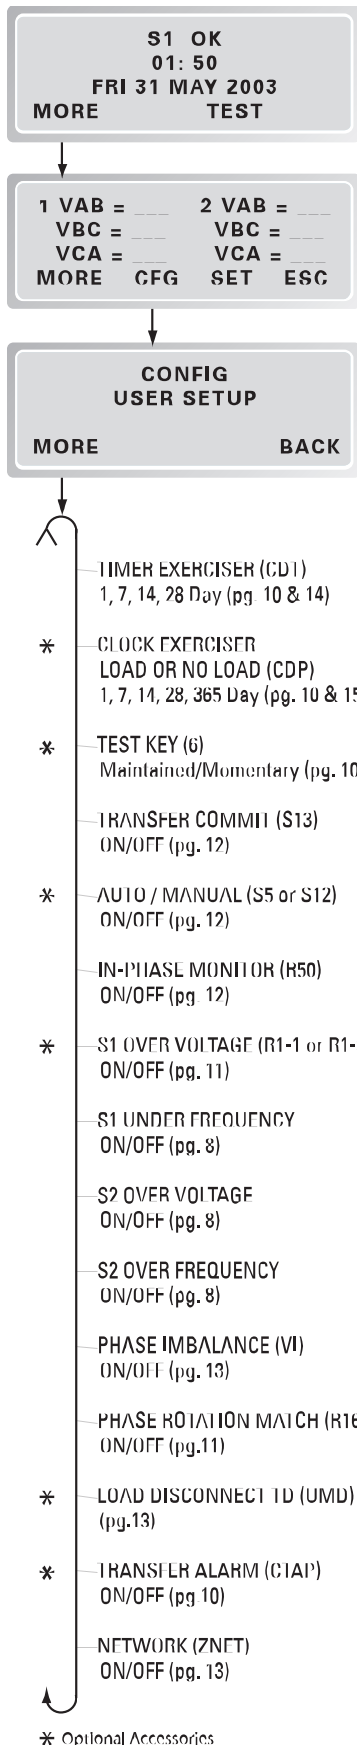 S1 OK
01: 50
FRI 31 MAY 2003
MORE TEST
1 VAB = ___ 2 VAB = ___
VBC = ___ VBC = ___
VCA = ___ VCA = ___
MORE CFG SET ESC
CONFIG
USER SETUP
MORE BACK
TIMER EXERCISER (CDT)
1, 7, 14, 28 Day (pg. 10 & 14)
* CLOCK EXERCISER
LOAD OR NO LOAD (CDP)
1, 7, 14, 28, 365 Day (pg. 10 & 15
* TEST KEY (6)
Maintained/Momentary (pg. 10
TRANSFER COMMIT (S13)
ON/OFF (pg. 12)
* AUTO / MANUAL (S5 or S12)
ON/OFF (pg. 12)
IN-PHASE MONITOR (R50)
ON/OFF (pg. 12)
* S1 OVER VOLTAGE (R1-1 or R1-
ON/OFF (pg. 11)
S1 UNDER FREQUENCY
ON/OFF (pg. 8)
S2 OVER VOLTAGE
ON/OFF (pg. 8)
S2 OVER FREQUENCY
ON/OFF (pg. 8)
PHASE IMBALANCE (VI)
ON/OFF (pg. 13)
PHASE ROTATION MATCH (R16
ON/OFF (pg.11)
* LOAD DISCONNECT TD (UMD)
(pg.13)
* TRANSFER ALARM (CTAP)
ON/OFF (pg.10)
NETWORK (ZNET)
ON/OFF (pg. 13)
* Optional Accessories